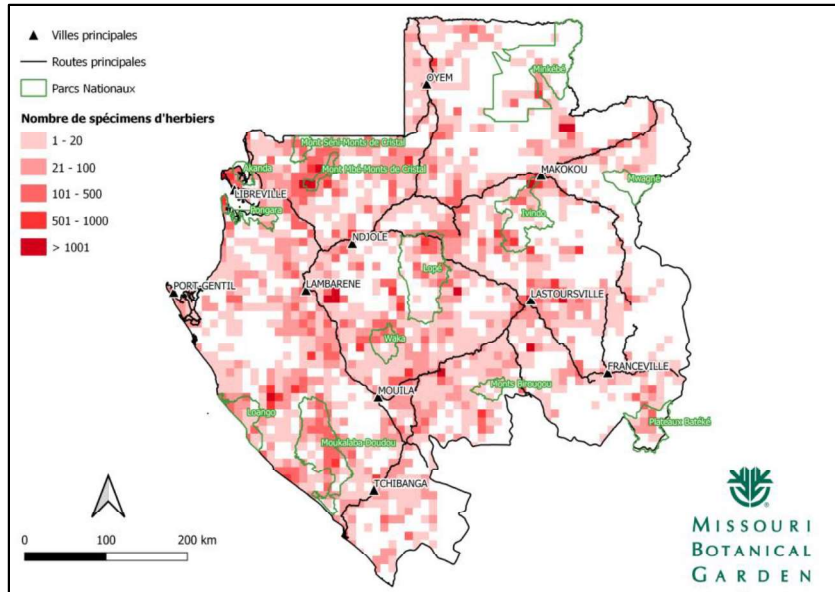 Villes principales
Routes principales
Parcs Nationaux
Nombre de spécimens d'herbiers
1 - 20
21 - 100
101 - 500
501 - 1000
> 1001
OYEM
Minkébé
Mont Séni-Monts de Cristal
Mont Mbé-Monts de Cristal
Akanda
LIBREVILLE
Pongara
MAKOKOU
Mwagné
Ivindo
NDJOLE
Lopé
PORT-GENTIL
LAMBARENE
LASTOURSVILLE
Waka
FRANCEVILLE
MOUILA
Monts Birougou
Loango
Plateaux Batéké
Moukalaba-Doudou
TCHIBANGA
0 100 200 km
MISSOURI
BOTANICAL
GARDEN